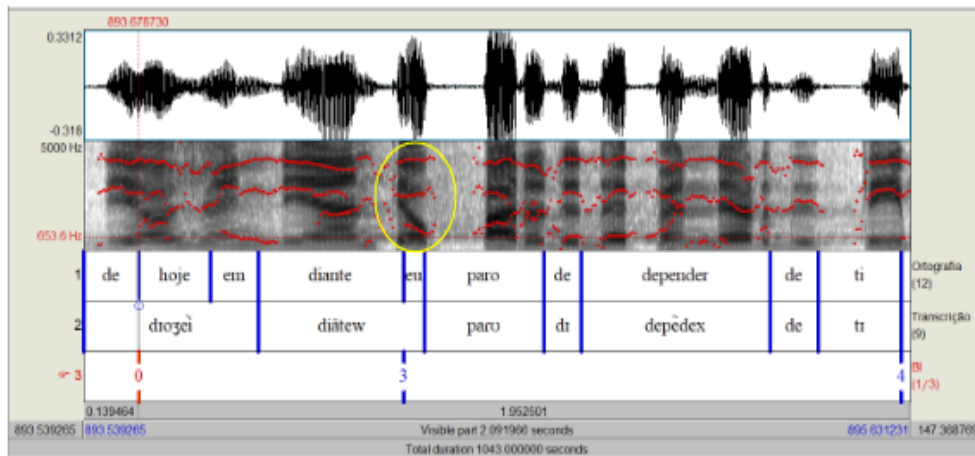 893.678730
0.3312
-0.318
5000 Hz
653.6 Hz
1 de hoje em diante eu paro de depender de ti Ortografia (12)
2 dɪoʒeı̃ diãtew paɾʊ dɪ depẽdex de tɪ Transcrição (9)
☞ 3 0 3 4 BI (1/3)
0.139464 1.952501
893.539265 893.539265 Visible part 2.091966 seconds 895.631231
Total duration 1043.000000 seconds